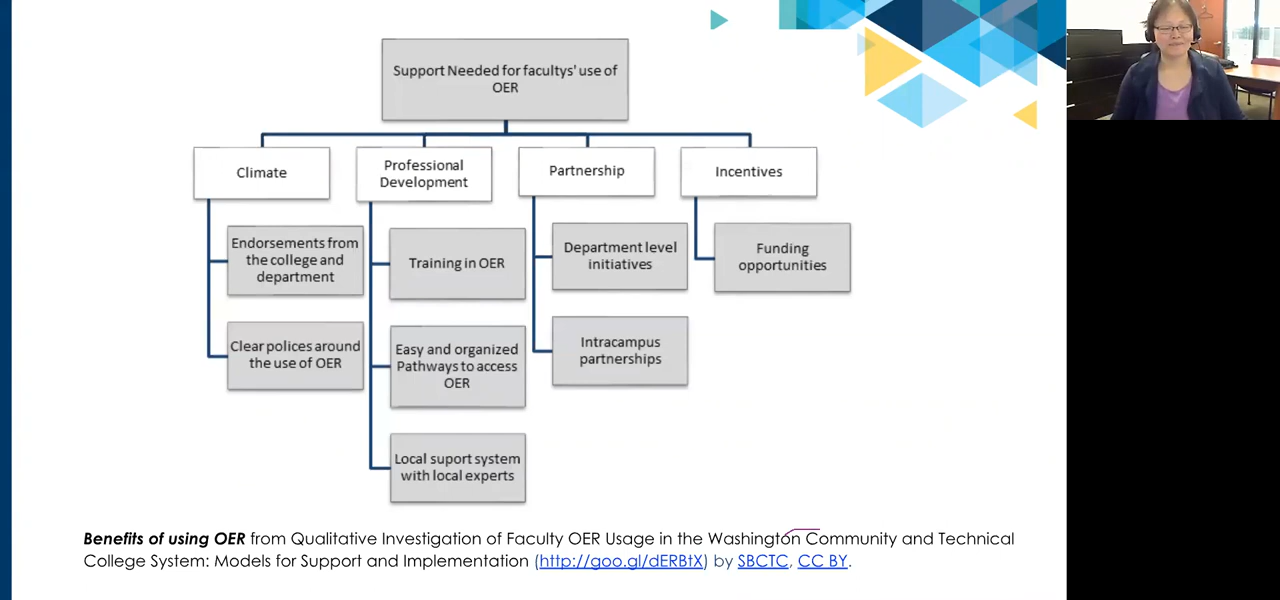 Support Needed for facultys' use of
OER
Climate
Professional
Development
Partnership
Incentives
Endorsements from
the college and
department
Clear polices around
the use of OER
Training in OER
Easy and organized
Pathways to access
OER
Local suport system
with local experts
Department level
initiatives
Intracampus
partnerships
Funding
opportunities
Benefits of using OER from Qualitative Investigation of Faculty OER Usage in the Washington Community and Technical
College System: Models for Support and Implementation (http://goo.gl/dERBtX) by SBCTC, CC BY.